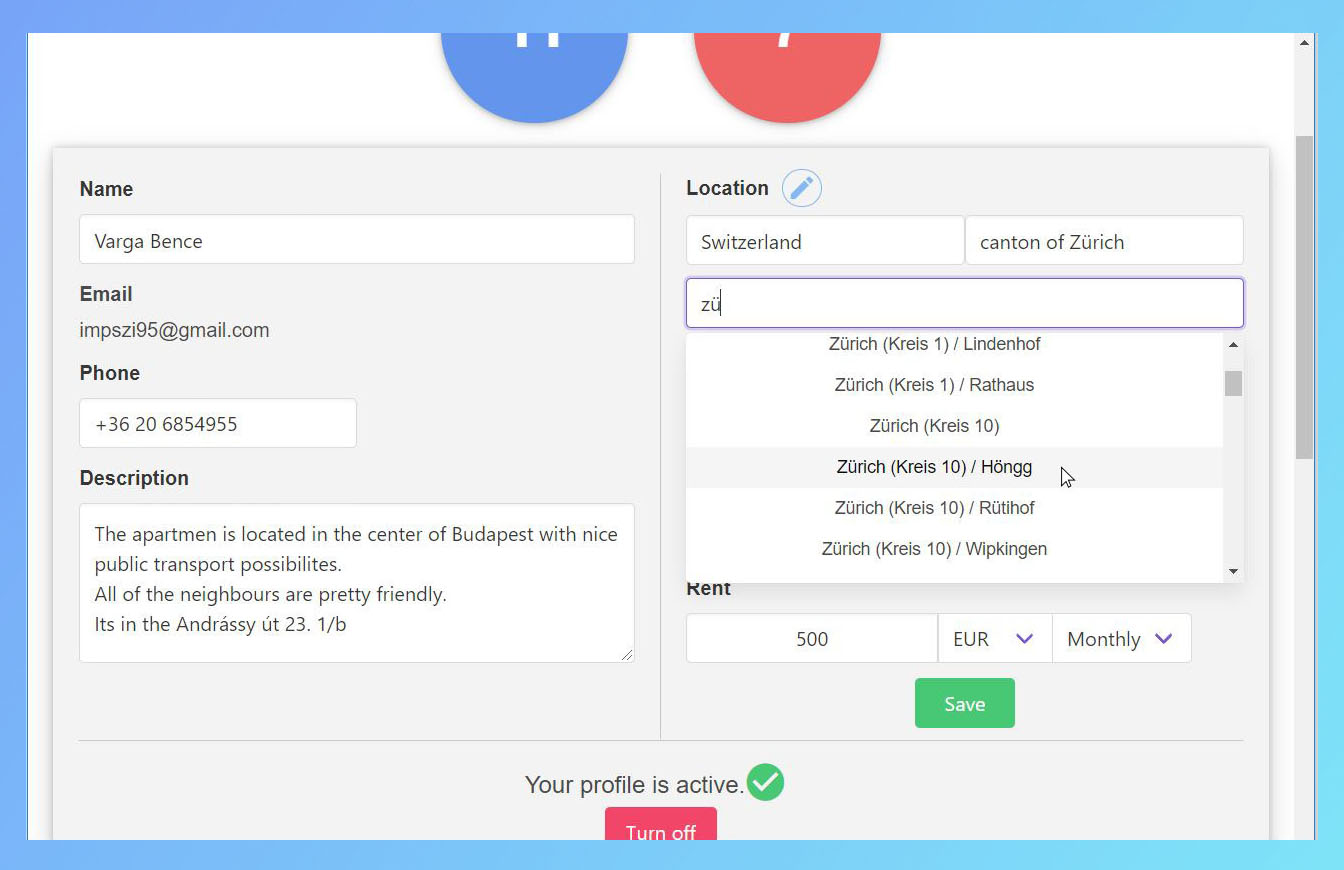 Name
Varga Bence
Email
impszi95@gmail.com
Phone
+36 20 6854955
Description
The apartmen is located in the center of Budapest with nice
public transport possibilites.
All of the neighbours are pretty friendly.
Its in the Andrássy út 23. 1/b
Location
Switzerland
canton of Zürich
zü
Zürich (Kreis 1) / Lindenhof
Zürich (Kreis 1) / Rathaus
Zürich (Kreis 10)
Zürich (Kreis 10) / Höngg
Zürich (Kreis 10) / Rütihof
Zürich (Kreis 10) / Wipkingen
Rent
500
EUR
Monthly
Save
Your profile is active.
Turn off